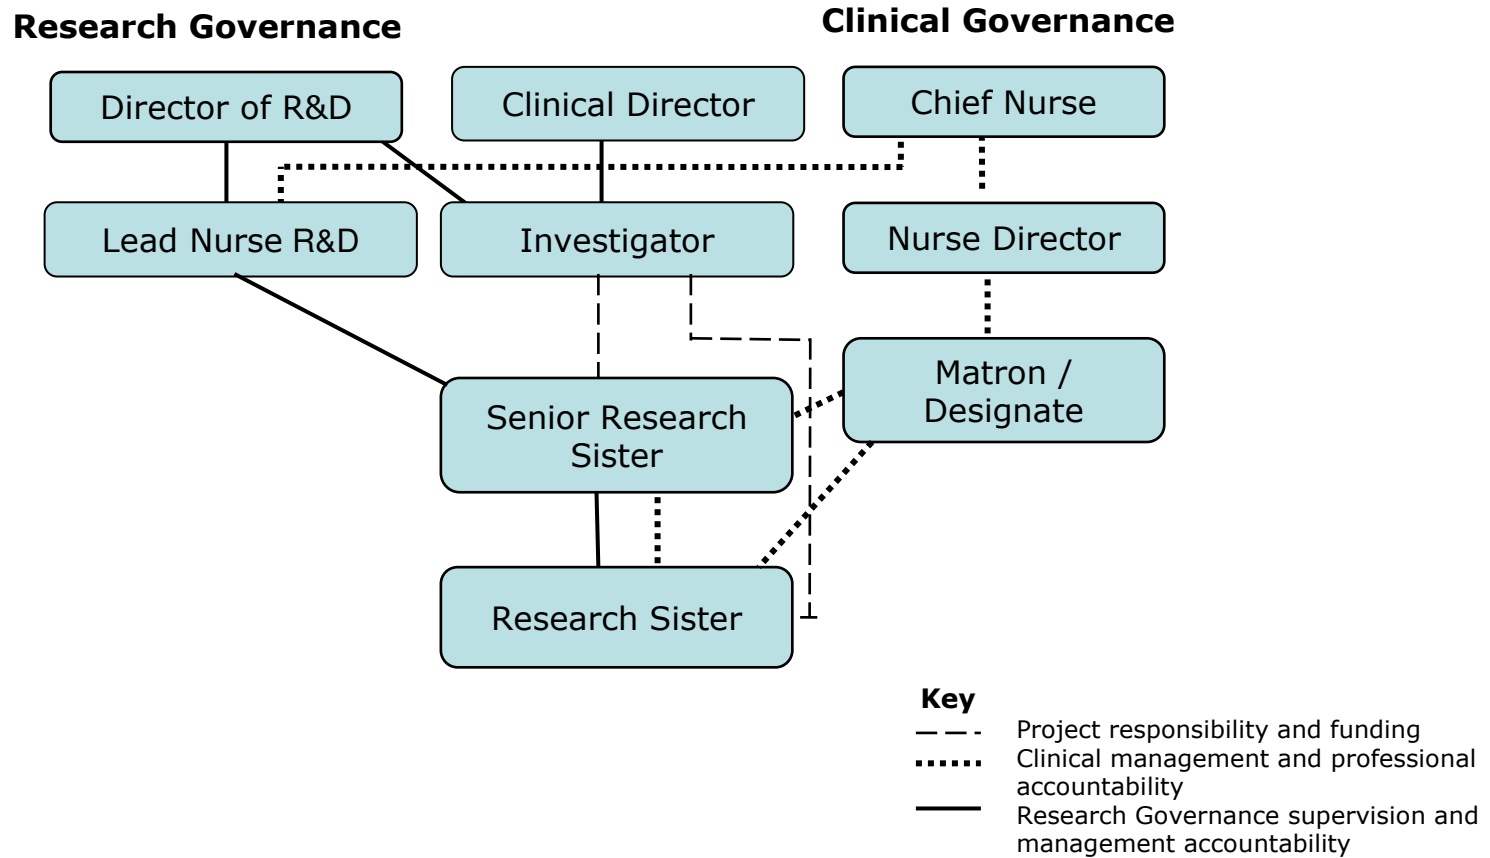 Research Governance
Clinical Governance
Director of R&D
Clinical Director
Chief Nurse
Lead Nurse R&D
Investigator
Nurse Director
Matron /
Designate
Senior Research
Sister
Research Sister
Key
Project responsibility and funding
Clinical management and professional
accountability
Research Governance supervision and
management accountability